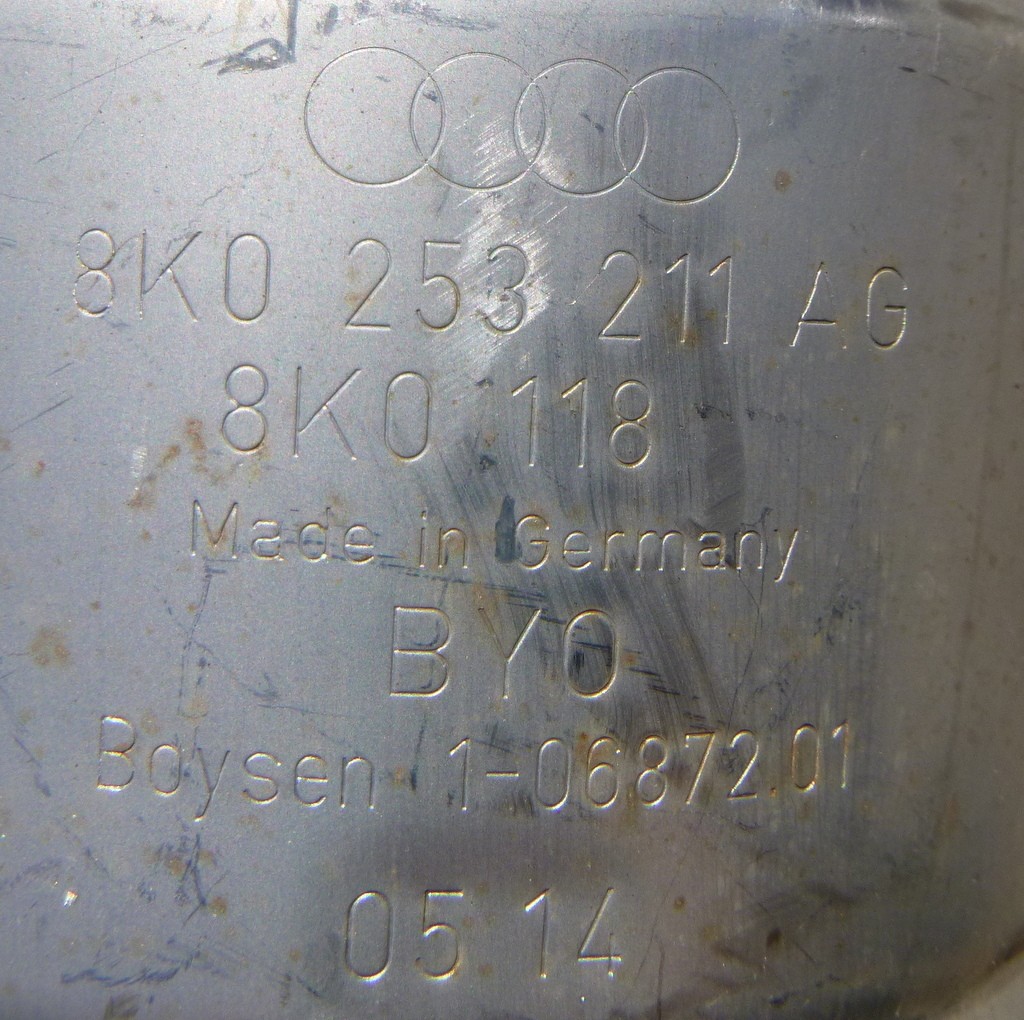 8K0 253 211 AG
8K0 118
Made in Germany
BYO
Boysen 1-06872.01
05 14